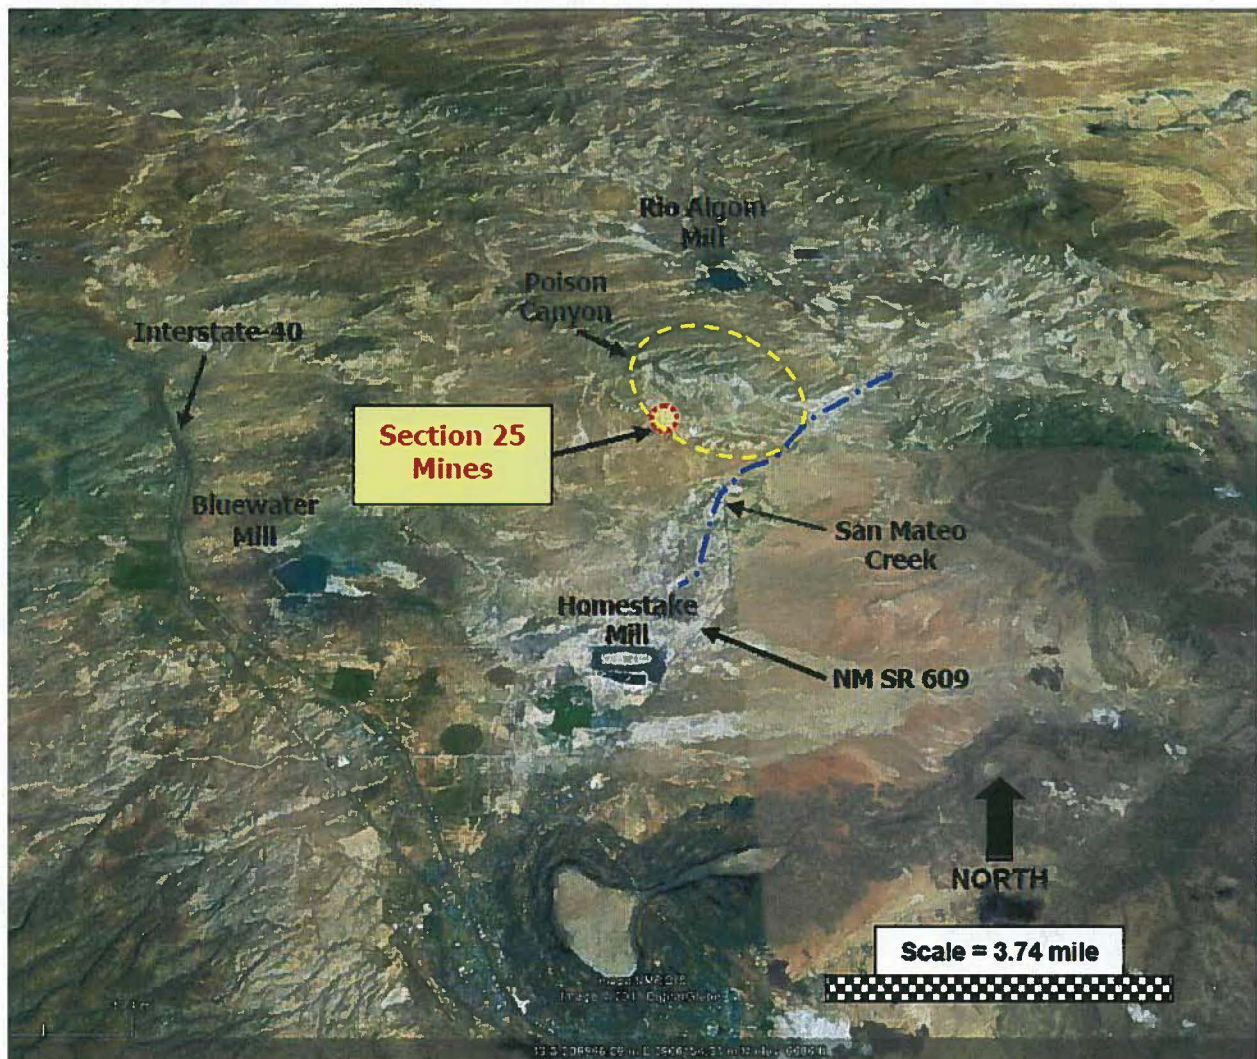 Rio Algom
Mill
Poison
Canyon
Interstate 40
Section 25
Mines
Bluewater
Mill
San Mateo
Creek
Homestake
Mill
NM SR 609
NORTH
Scale = 3.74 mile